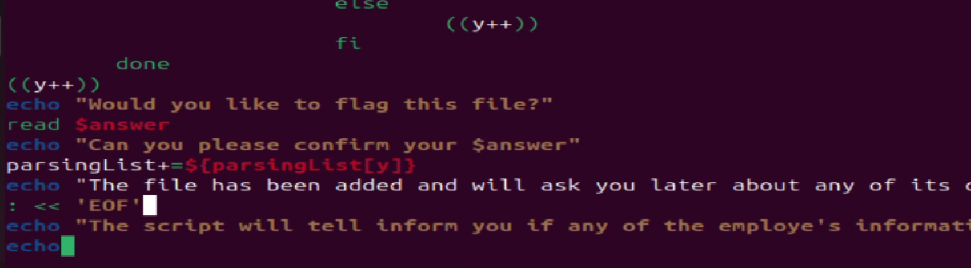 else
((y++))
fi
done
((y++))
echo "Would you like to flag this file?"
read $answer
echo "Can you please confirm your $answer"
parsingList+=${parsingList[y]}
echo "The file has been added and will ask you later about any of its
: << 'EOF'
echo "The script will tell inform you if any of the employe's informati
echo